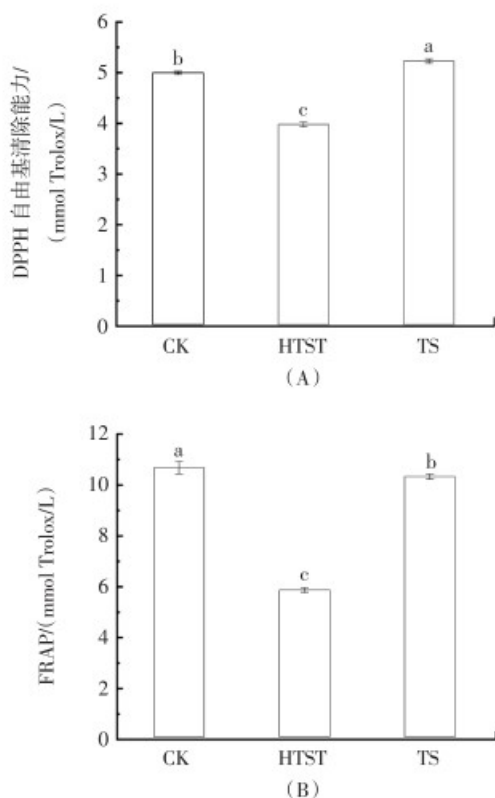 DPPH 自由基清除能力/
(mmol Trolox/L)
6
5
4
3
2
1
0
b
c
a
CK HTST TS
(A)
FRAP/(mmol Trolox/L)
12
10
8
6
4
2
0
a
c
b
CK HTST TS
(B)